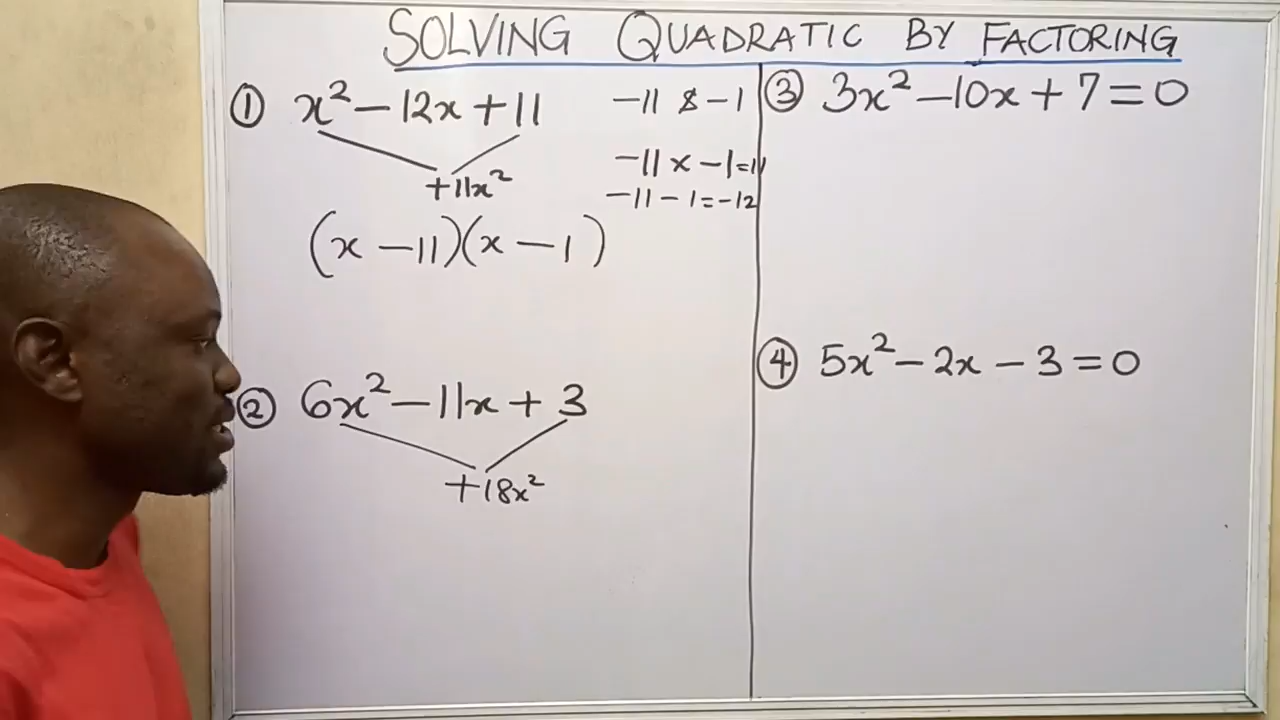 SOLVING QUADRATIC BY FACTORING
① x² − 12x + 11
−11 & −1
−11 × −1 = 11
−11 − 1 = −12
+11x²
(x − 11)(x − 1)
② 6x² − 11x + 3
+18x²
③ 3x² − 10x + 7 = 0
④ 5x² − 2x − 3 = 0